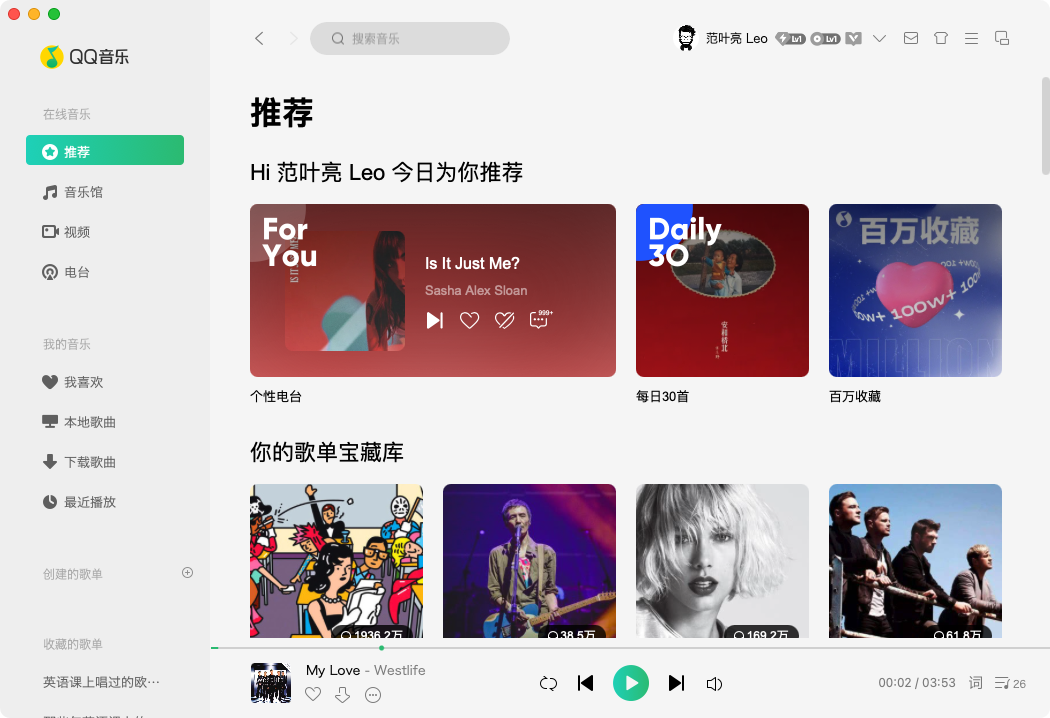 QQ音乐
搜索音乐
范叶亮 Leo
Lv1
Lv1
在线音乐
推荐
音乐馆
视频
电台
我的音乐
我喜欢
本地歌曲
下载歌曲
最近播放
创建的歌单
收藏的歌单
英语课上唱过的欧…
推荐
Hi 范叶亮 Leo 今日为你推荐
For
You
Is It Just Me?
Sasha Alex Sloan
999+
个性电台
Daily
30
每日30首
百万收藏
100w+
MILLION
百万收藏
你的歌单宝藏库
1936.2万
38.5万
169.2万
61.8万
My Love - Westlife
00:02 / 03:53
词
26